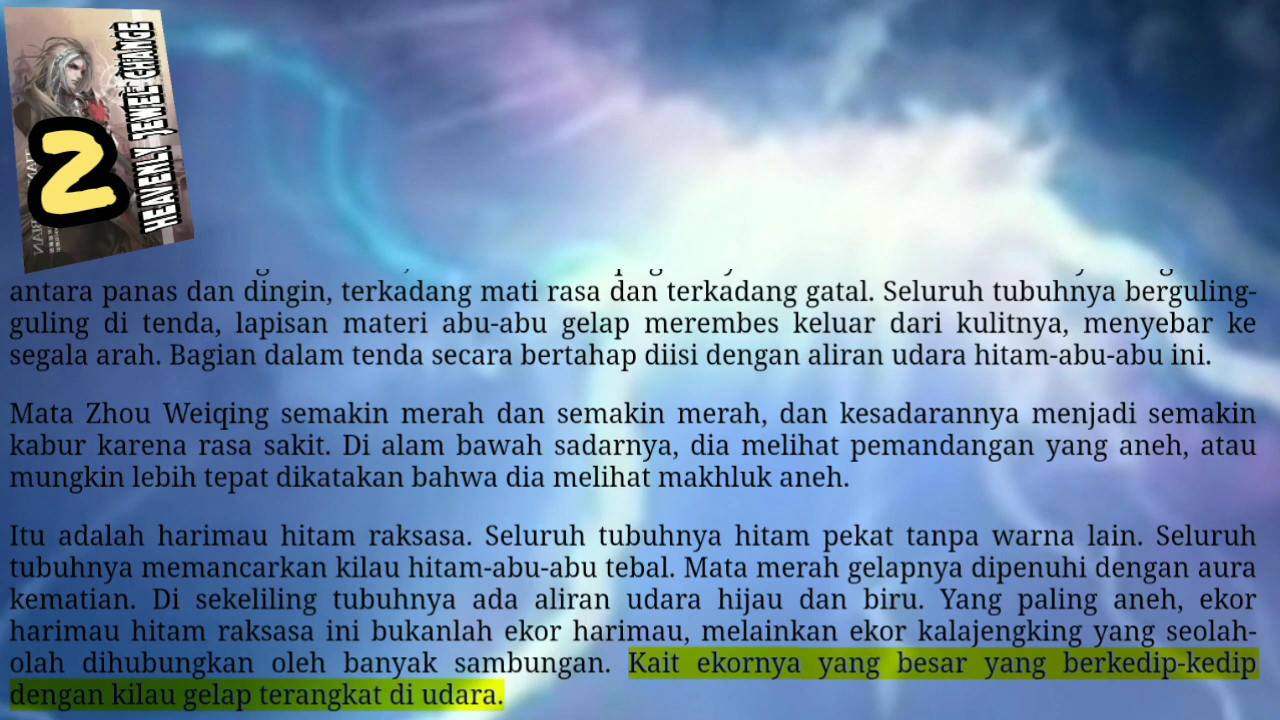 HEAVENLY JEWEL CHANGE
2
antara panas dan dingin, terkadang mati rasa dan terkadang gatal. Seluruh tubuhnya berguling-
guling di tenda, lapisan materi abu-abu gelap merembes keluar dari kulitnya, menyebar ke
segala arah. Bagian dalam tenda secara bertahap diisi dengan aliran udara hitam-abu-abu ini.
Mata Zhou Weiqing semakin merah dan semakin merah, dan kesadarannya menjadi semakin
kabur karena rasa sakit. Di alam bawah sadarnya, dia melihat pemandangan yang aneh, atau
mungkin lebih tepat dikatakan bahwa dia melihat makhluk aneh.
Itu adalah harimau hitam raksasa. Seluruh tubuhnya hitam pekat tanpa warna lain. Seluruh
tubuhnya memancarkan kilau hitam-abu-abu tebal. Mata merah gelapnya dipenuhi dengan aura
kematian. Di sekeliling tubuhnya ada aliran udara hijau dan biru. Yang paling aneh, ekor
harimau hitam raksasa ini bukanlah ekor harimau, melainkan ekor kalajengking yang seolah-
olah dihubungkan oleh banyak sambungan. Kait ekornya yang besar yang berkedip-kedip
dengan kilau gelap terangkat di udara.